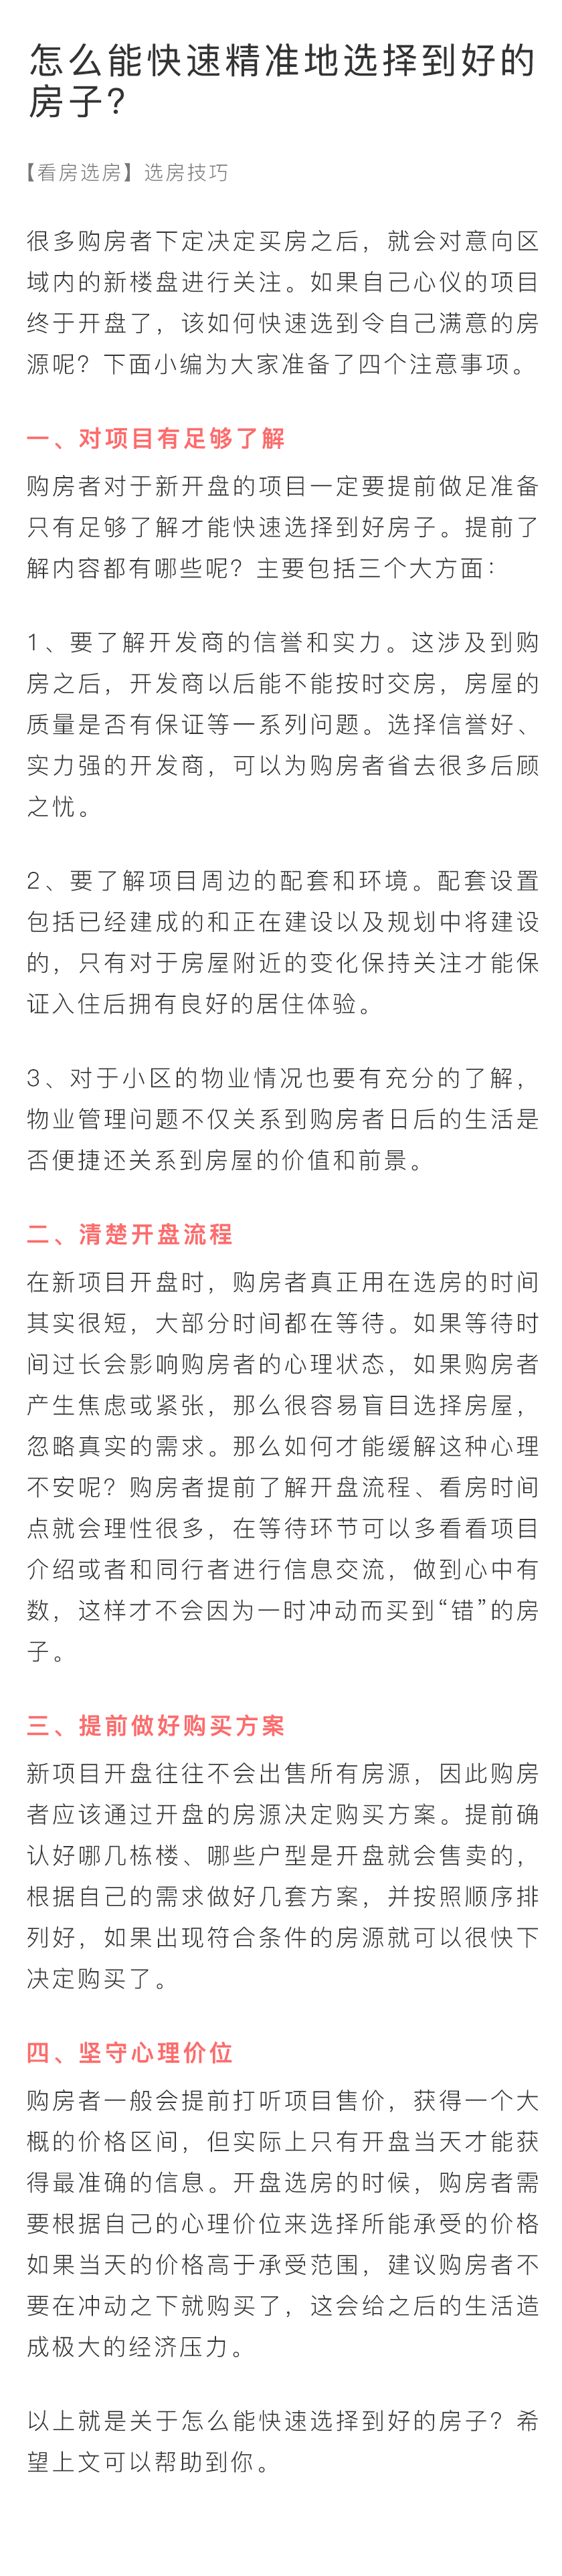 怎么能快速精准地选择到好的
房子？
【看房选房】选房技巧
很多购房者下定决定买房之后，就会对意向区
域内的新楼盘进行关注。如果自己心仪的项目
终于开盘了，该如何快速选到令自己满意的房
源呢？下面小编为大家准备了四个注意事项。
一、对项目有足够了解
购房者对于新开盘的项目一定要提前做足准备
只有足够了解才能快速选择到好房子。提前了
解内容都有哪些呢？主要包括三个大方面：
1、要了解开发商的信誉和实力。这涉及到购
房之后，开发商以后能不能按时交房，房屋的
质量是否有保证等一系列问题。选择信誉好、
实力强的开发商，可以为购房者省去很多后顾
之忧。
2、要了解项目周边的配套和环境。配套设置
包括已经建成的和正在建设以及规划中将建设
的，只有对于房屋附近的变化保持关注才能保
证入住后拥有良好的居住体验。
3、对于小区的物业情况也要有充分的了解，
物业管理问题不仅关系到购房者日后的生活是
否便捷还关系到房屋的价值和前景。
二、清楚开盘流程
在新项目开盘时，购房者真正用在选房的时间
其实很短，大部分时间都在等待。如果等待时
间过长会影响购房者的心理状态，如果购房者
产生焦虑或紧张，那么很容易盲目选择房屋，
忽略真实的需求。那么如何才能缓解这种心理
不安呢？购房者提前了解开盘流程、看房时间
点就会理性很多，在等待环节可以多看看项目
介绍或者和同行者进行信息交流，做到心中有
数，这样才不会因为一时冲动而买到“错”的房
子。
三、提前做好购买方案
新项目开盘往往不会出售所有房源，因此购房
者应该通过开盘的房源决定购买方案。提前确
认好哪几栋楼、哪些户型是开盘就会售卖的，
根据自己的需求做好几套方案，并按照顺序排
列好，如果出现符合条件的房源就可以很快下
决定购买了。
四、坚守心理价位
购房者一般会提前打听项目售价，获得一个大
概的价格区间，但实际上只有开盘当天才能获
得最准确的信息。开盘选房的时候，购房者需
要根据自己的心理价位来选择所能承受的价格
如果当天的价格高于承受范围，建议购房者不
要在冲动之下就购买了，这会给之后的生活造
成极大的经济压力。
以上就是关于怎么能快速选择到好的房子？希
望上文可以帮助到你。